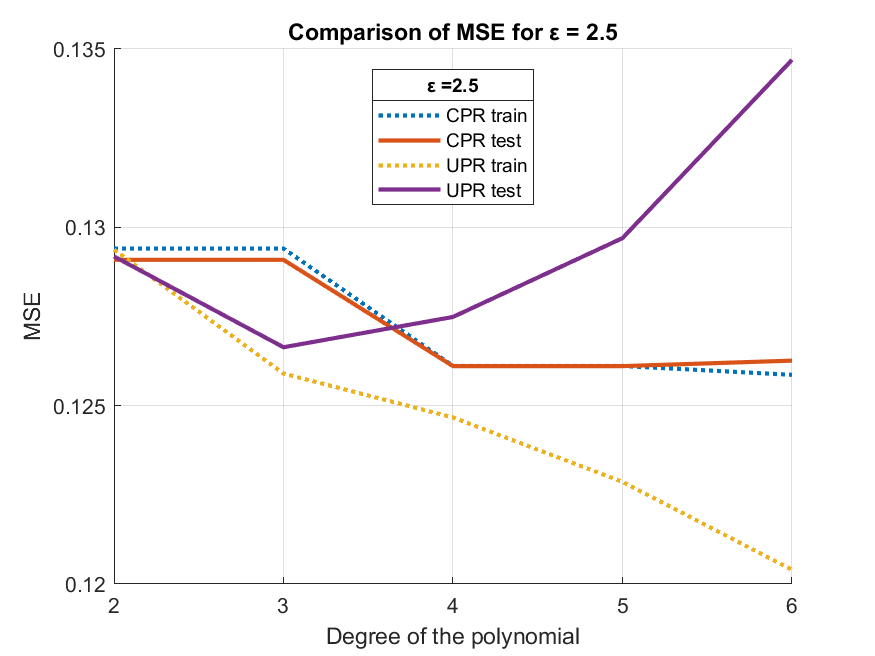 Comparison of MSE for ε = 2.5
0.135
0.13
0.125
0.12
MSE
ε =2.5
CPR train
CPR test
UPR train
UPR test
2 3 4 5 6
Degree of the polynomial